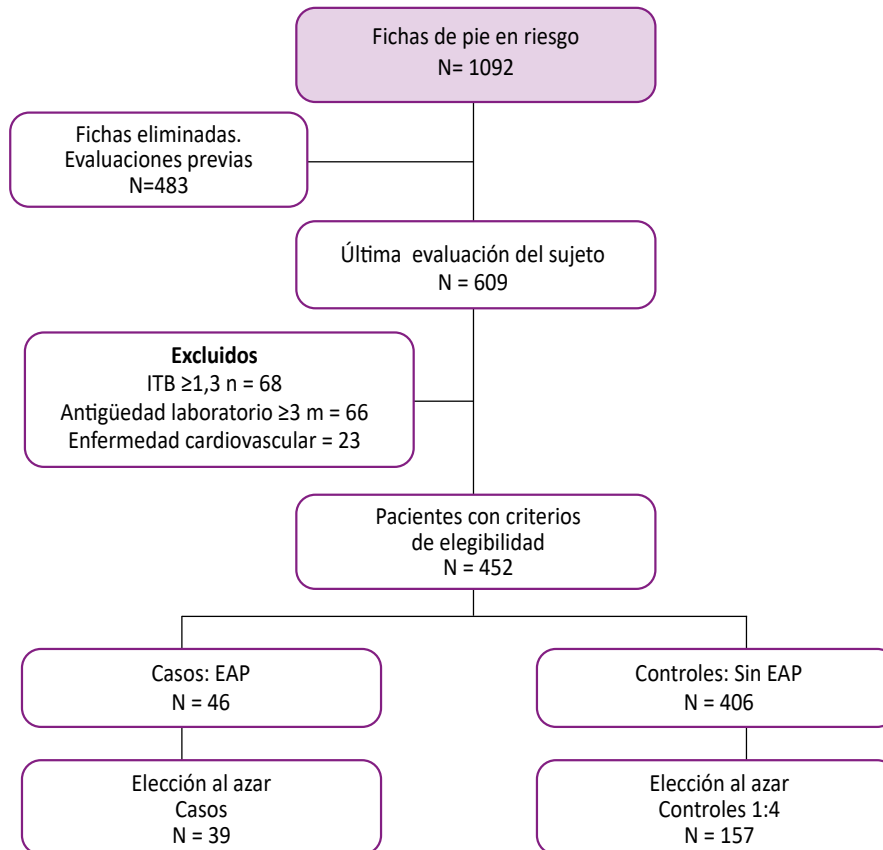 Fichas de pie en riesgo
N= 1092
Fichas eliminadas.
Evaluaciones previas
N=483
Última evaluación del sujeto
N = 609
Excluidos
ITB ≥1,3 n = 68
Antigüedad laboratorio ≥3 m = 66
Enfermedad cardiovascular = 23
Pacientes con criterios
de elegibilidad
N = 452
Casos: EAP
N = 46
Controles: Sin EAP
N = 406
Elección al azar
Casos
N = 39
Elección al azar
Controles 1:4
N = 157